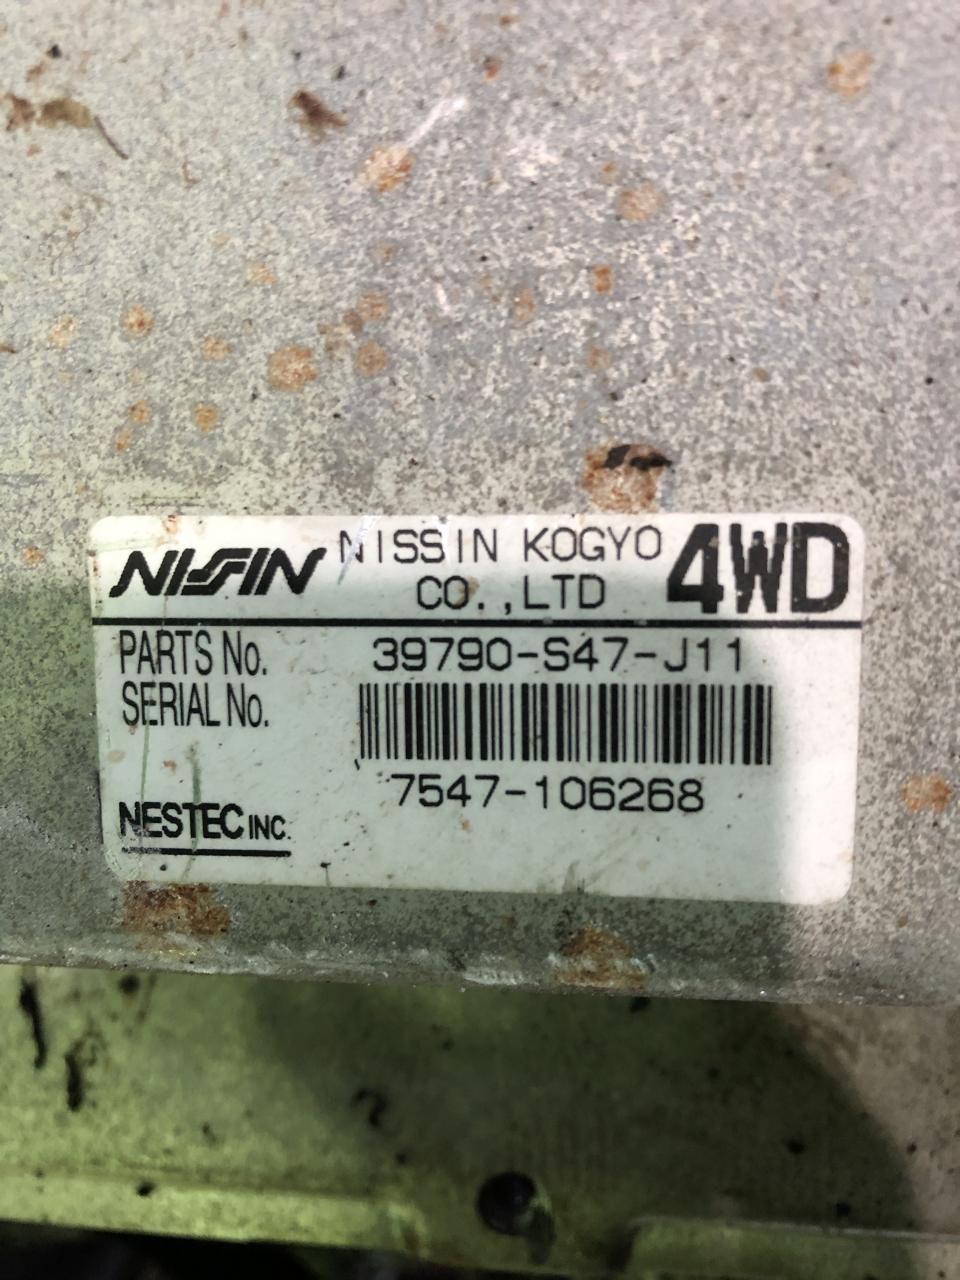 NISSIN NISSIN KOGYO CO.,LTD 4WD
PARTS No. 39790-S47-J11
SERIAL No.
7547-106268
NESTEC INC.